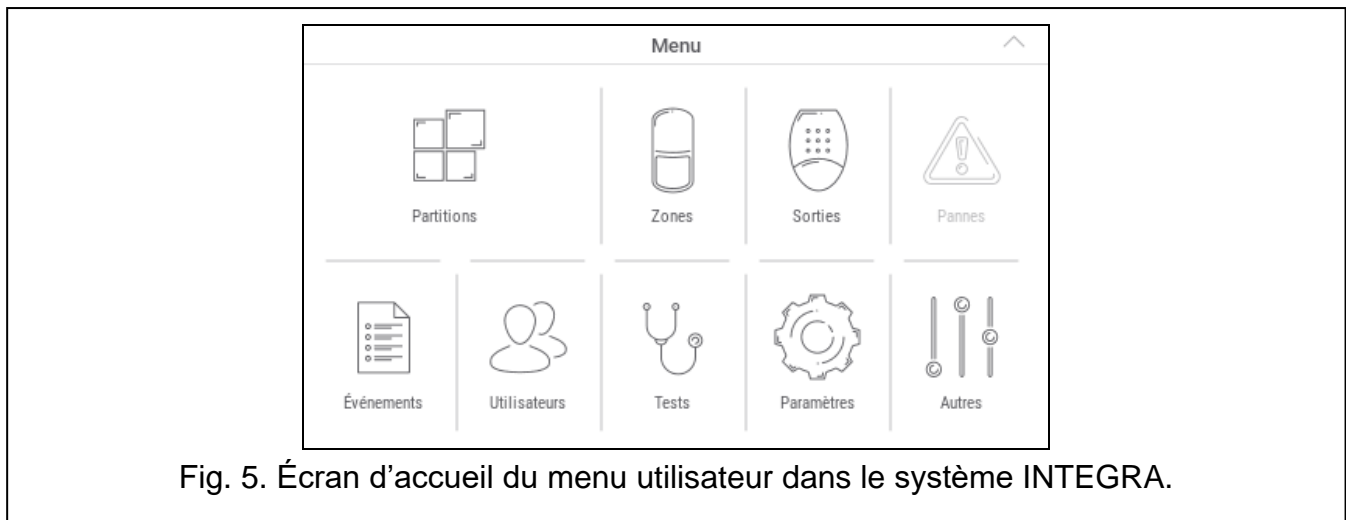 Menu
Partitions
Zones
Sorties
Pannes
Événements
Utilisateurs
Tests
Paramètres
Autres
Fig. 5. Écran d’accueil du menu utilisateur dans le système INTEGRA.